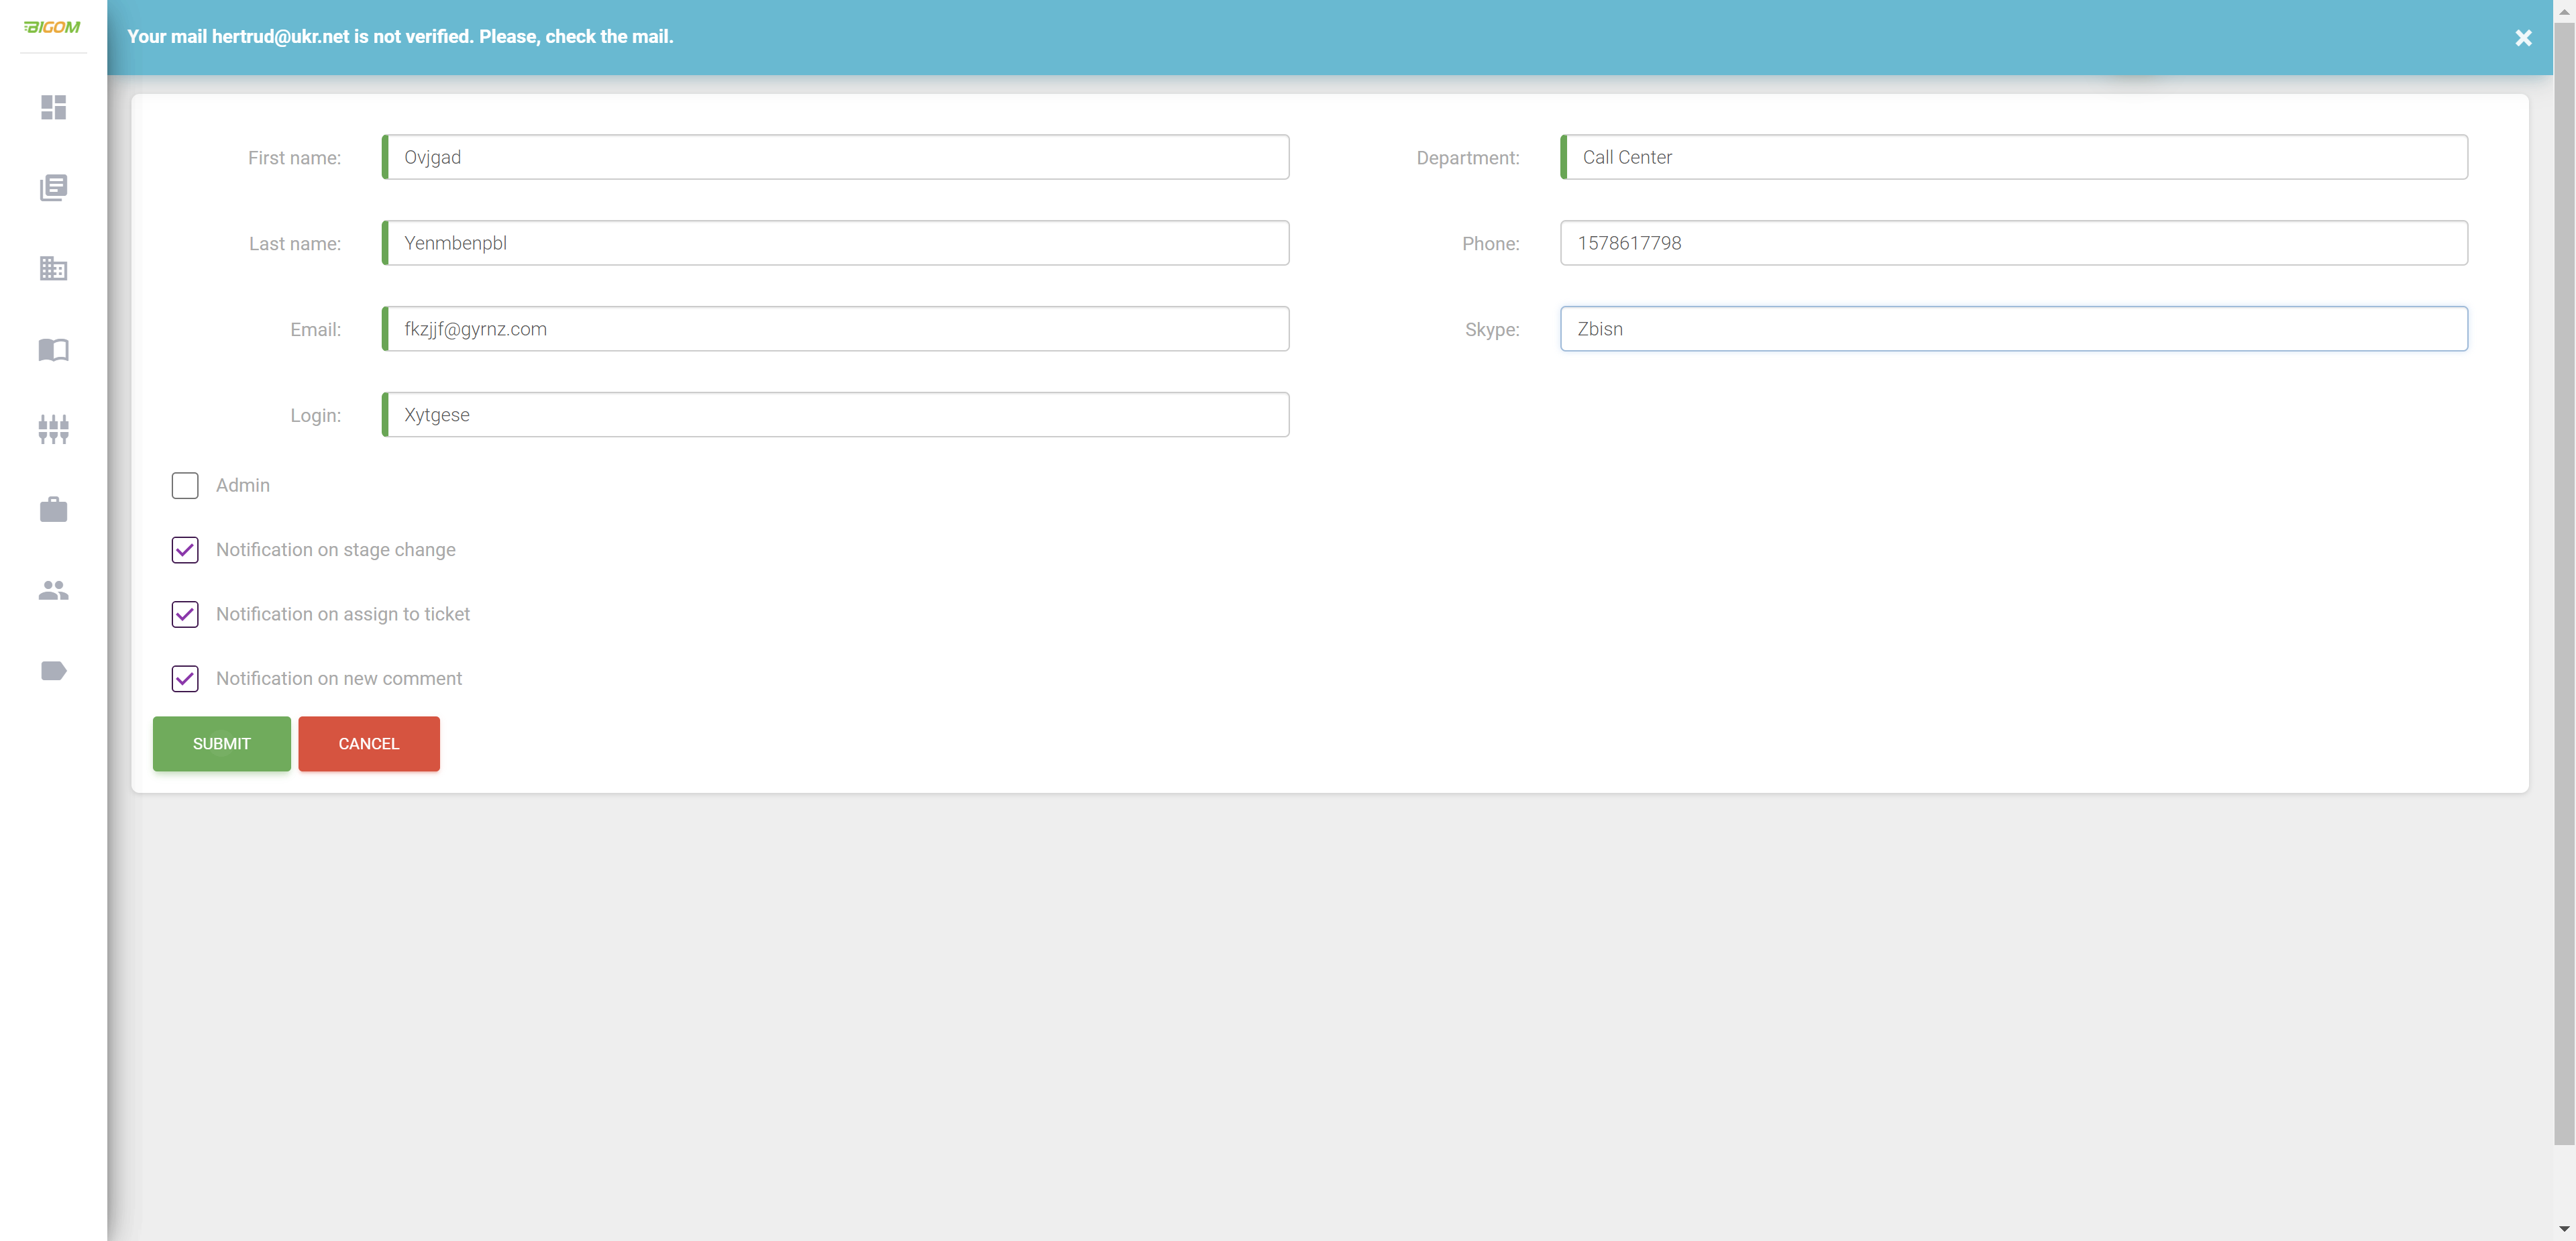 BIGOM
Your mail hertrud@ukr.net is not verified. Please, check the mail.
First name:
Ovjgad
Department:
Call Center
Last name:
Yenmbenpbl
Phone:
1578617798
Email:
fkzjjf@gyrnz.com
Skype:
Zbisn
Login:
Xytgese
Admin
Notification on stage change
Notification on assign to ticket
Notification on new comment
SUBMIT
CANCEL